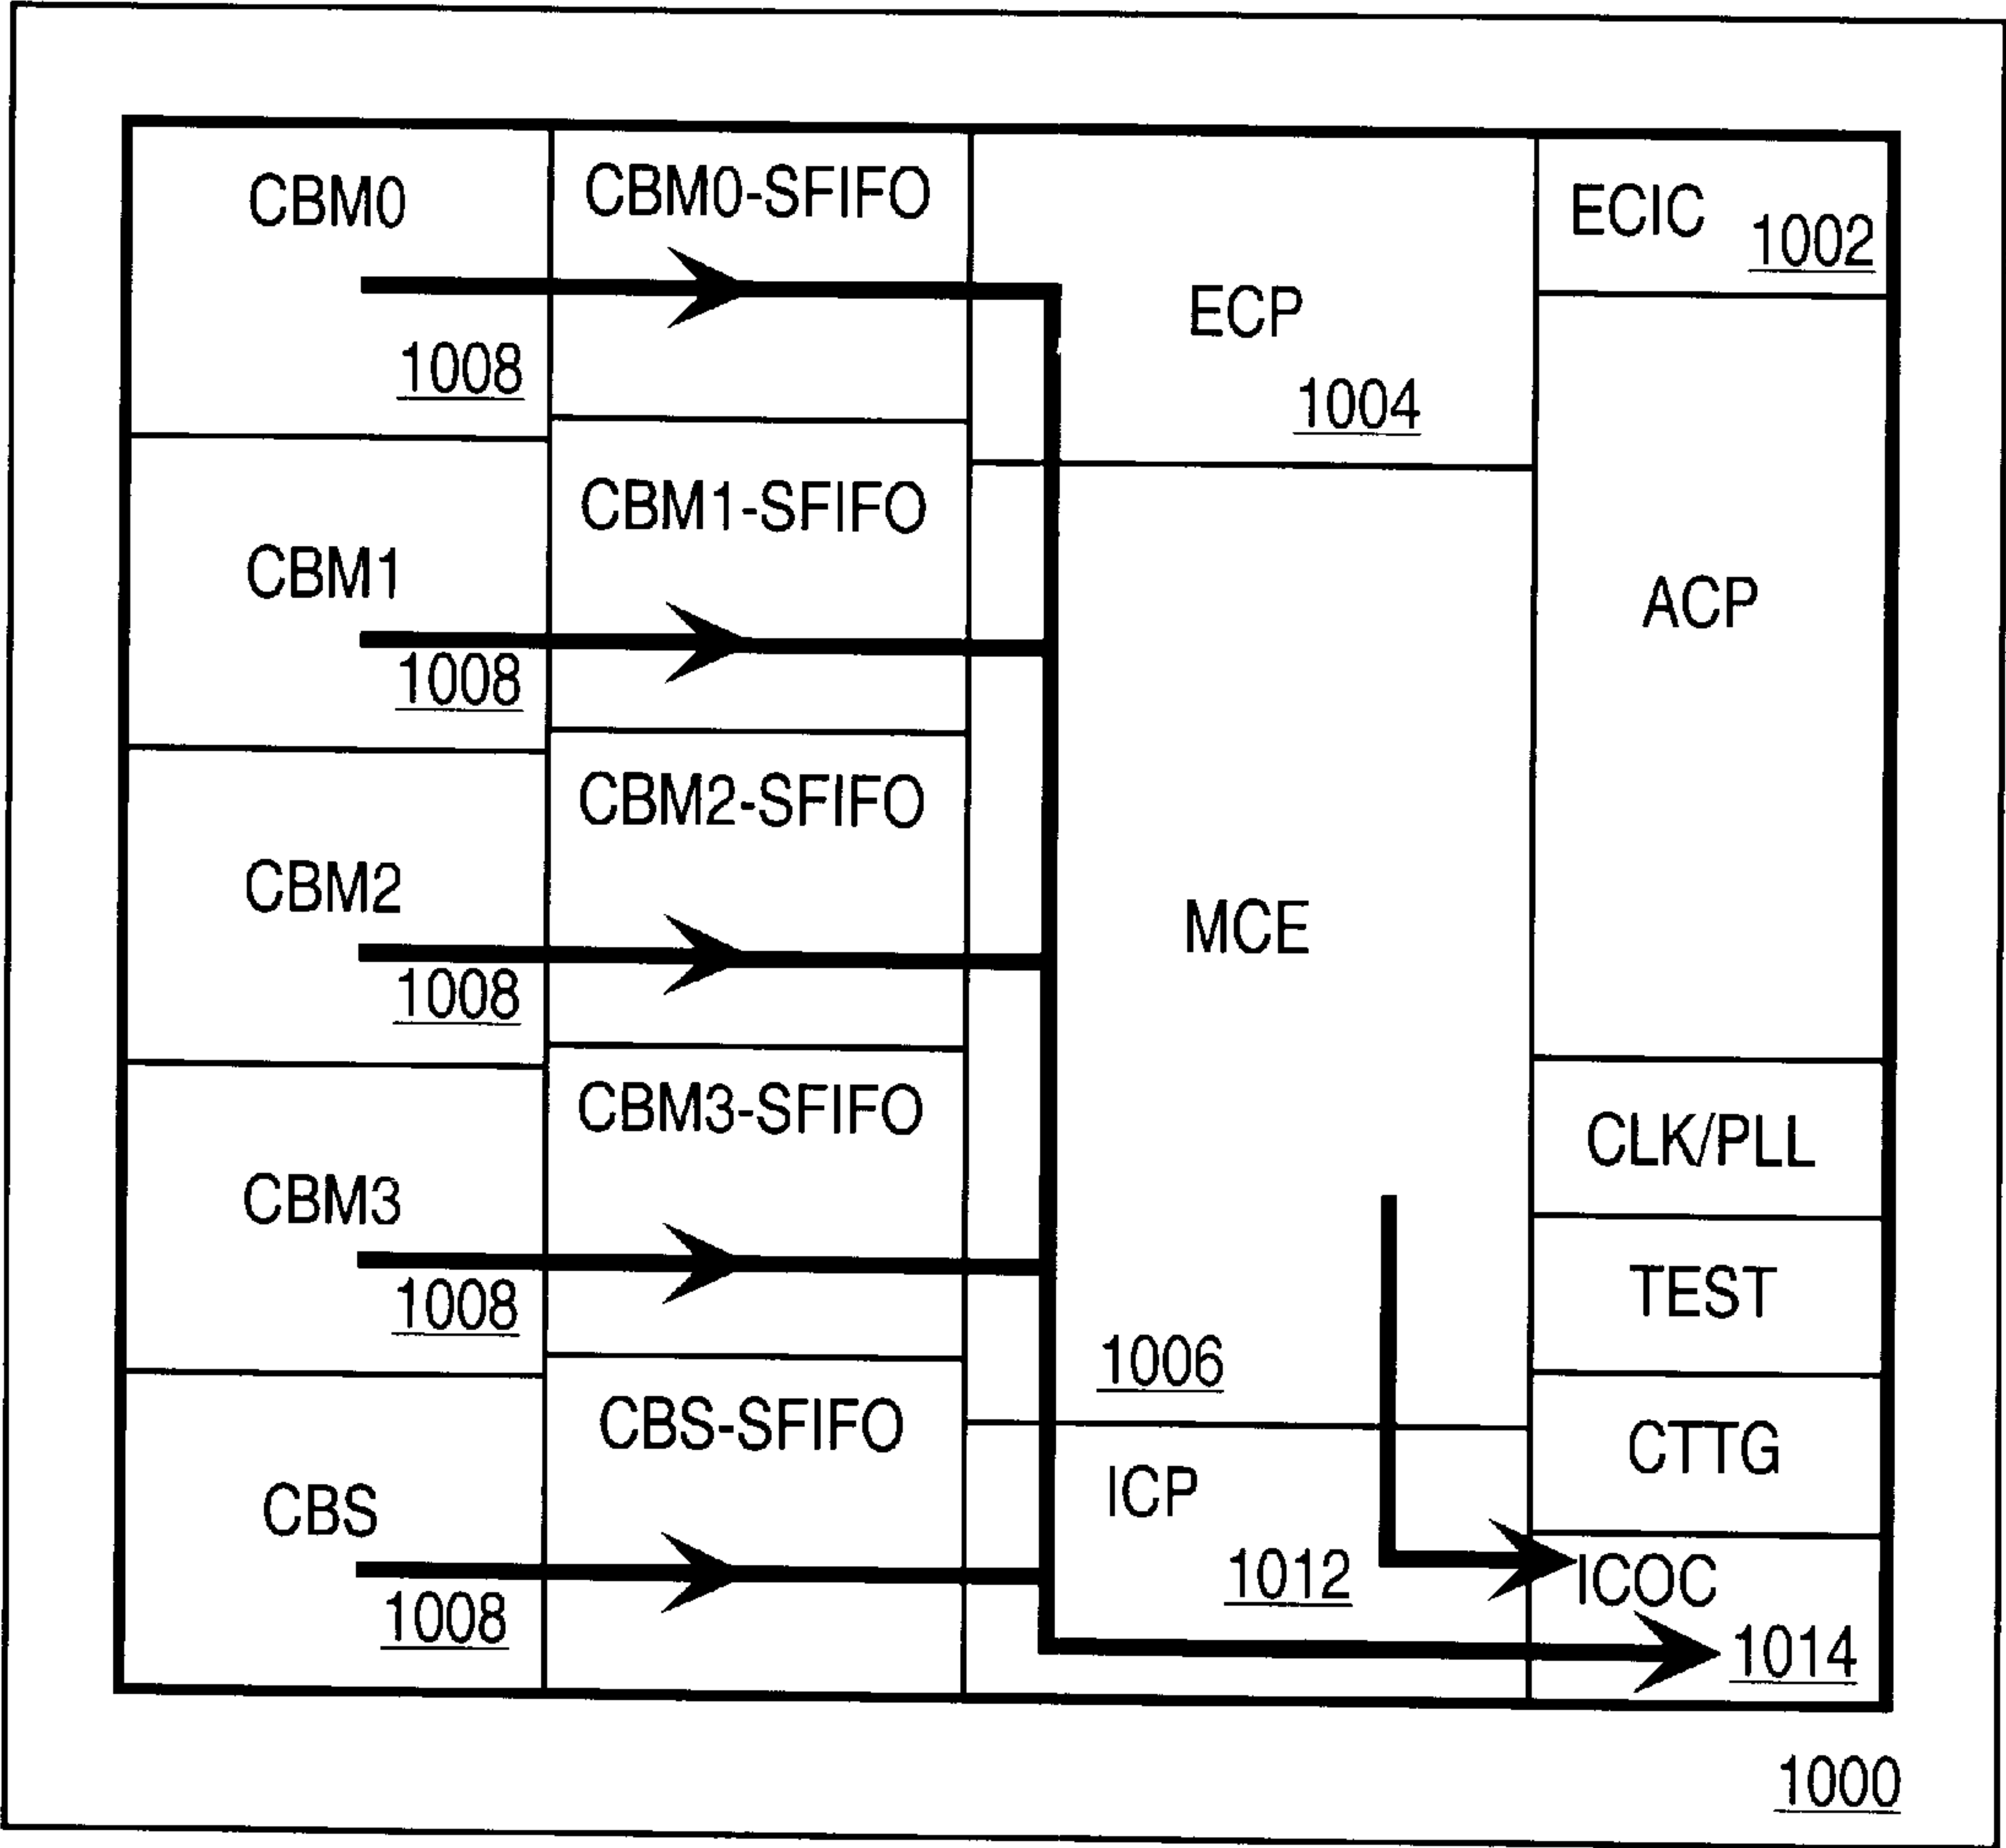 CBM0
1008
CBM1
1008
CBM2
1008
CBM3
1008
CBS
1008
CBM0-SFIFO
CBM1-SFIFO
CBM2-SFIFO
CBM3-SFIFO
CBS-SFIFO
ECP
1004
MCE
1006
ICP
1012
ECIC
1002
ACP
CLK/PLL
TEST
CTTG
ICOC
1014
1000